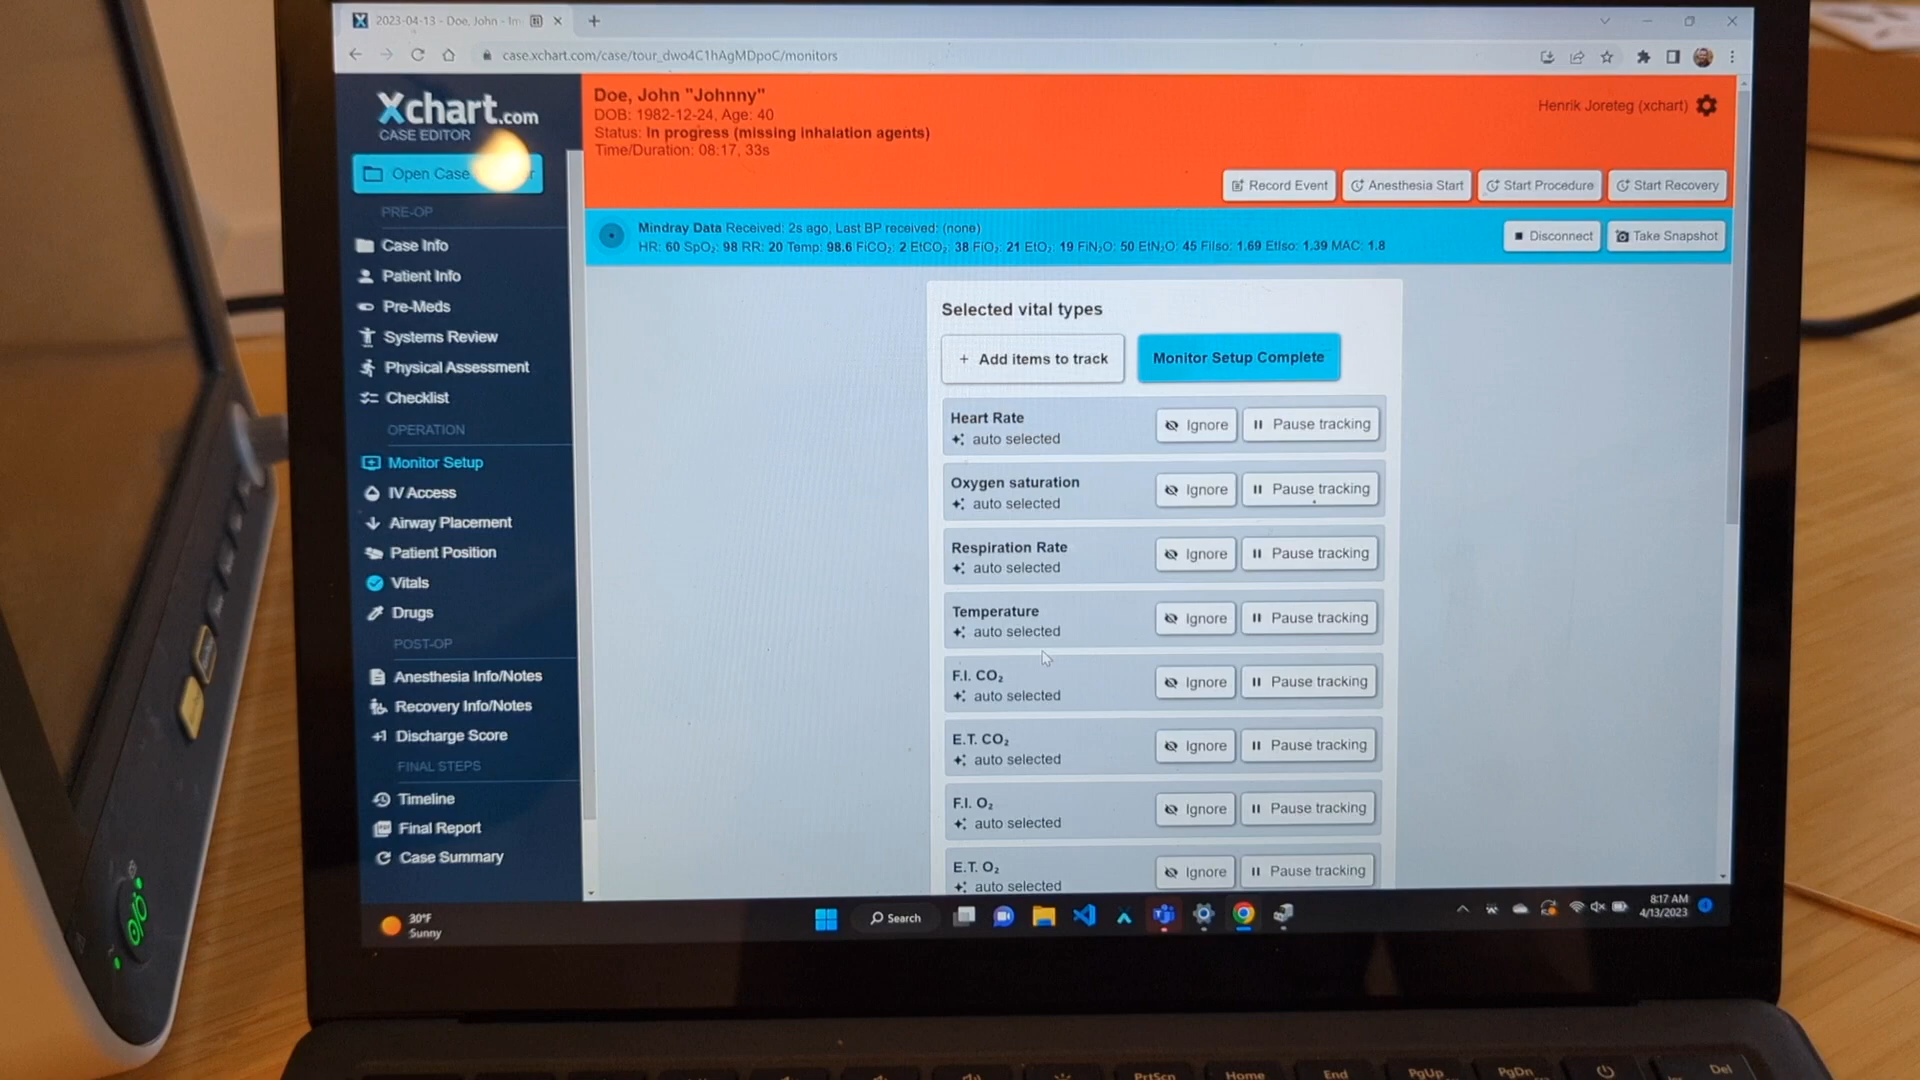 2023-04-13 - Doe, John - In
case.xchart.com/case/tour_dwo4C1hAgMDpoC/monitors
Xchart.com
CASE EDITOR
Open Case
PRE-OP
Case Info
Patient Info
Pre-Meds
Systems Review
Physical Assessment
Checklist
OPERATION
Monitor Setup
IV Access
Airway Placement
Patient Position
Vitals
Drugs
POST-OP
Anesthesia Info/Notes
Recovery Info/Notes
+1 Discharge Score
FINAL STEPS
Timeline
Final Report
Case Summary
Doe, John "Johnny"
DOB: 1982-12-24, Age: 40
Status: In progress (missing inhalation agents)
Time/Duration: 08:17, 33s
Henrik Joreteg (xchart)
Record Event Anesthesia Start Start Procedure Start Recovery
Mindray Data Received: 2s ago, Last BP received: (none)
HR: 60 SpO₂: 98 RR: 20 Temp: 98.6 FiCO₂: 2 EtCO₂: 38 FiO₂: 21 EtO₂: 19 FiN₂O: 50 EtN₂O: 45 FiIso: 1.69 EtIso: 1.39 MAC: 1.8
Disconnect Take Snapshot
Selected vital types
+ Add items to track Monitor Setup Complete
Heart Rate
auto selected
Ignore Pause tracking
Oxygen saturation
auto selected
Ignore Pause tracking
Respiration Rate
auto selected
Ignore Pause tracking
Temperature
auto selected
Ignore Pause tracking
F.I. CO₂
auto selected
Ignore Pause tracking
E.T. CO₂
auto selected
Ignore Pause tracking
F.I. O₂
auto selected
Ignore Pause tracking
E.T. O₂
auto selected
Ignore Pause tracking
30°F
Sunny
Search
8:17 AM
4/13/2023
PrtScn Home End PgUp PgDn Del